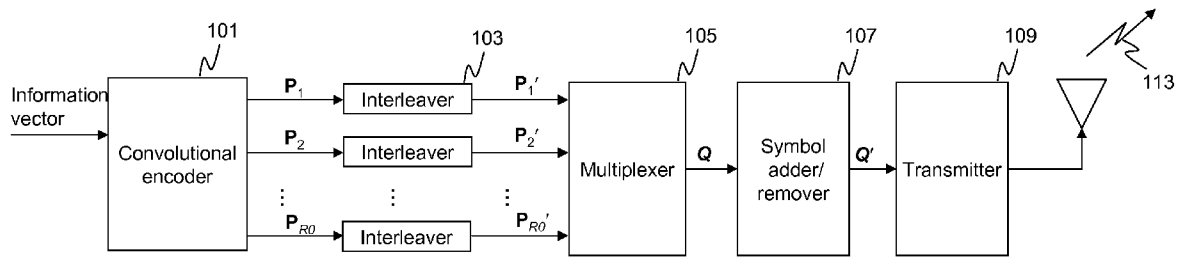 101
103
105
107
109
113
Information
vector
Convolutional
encoder
P1
Interleaver
P1′
P2
Interleaver
P2′
⋮
⋮
⋮
PR0
Interleaver
PR0′
Multiplexer
Q
Symbol
adder/
remover
Q′
Transmitter